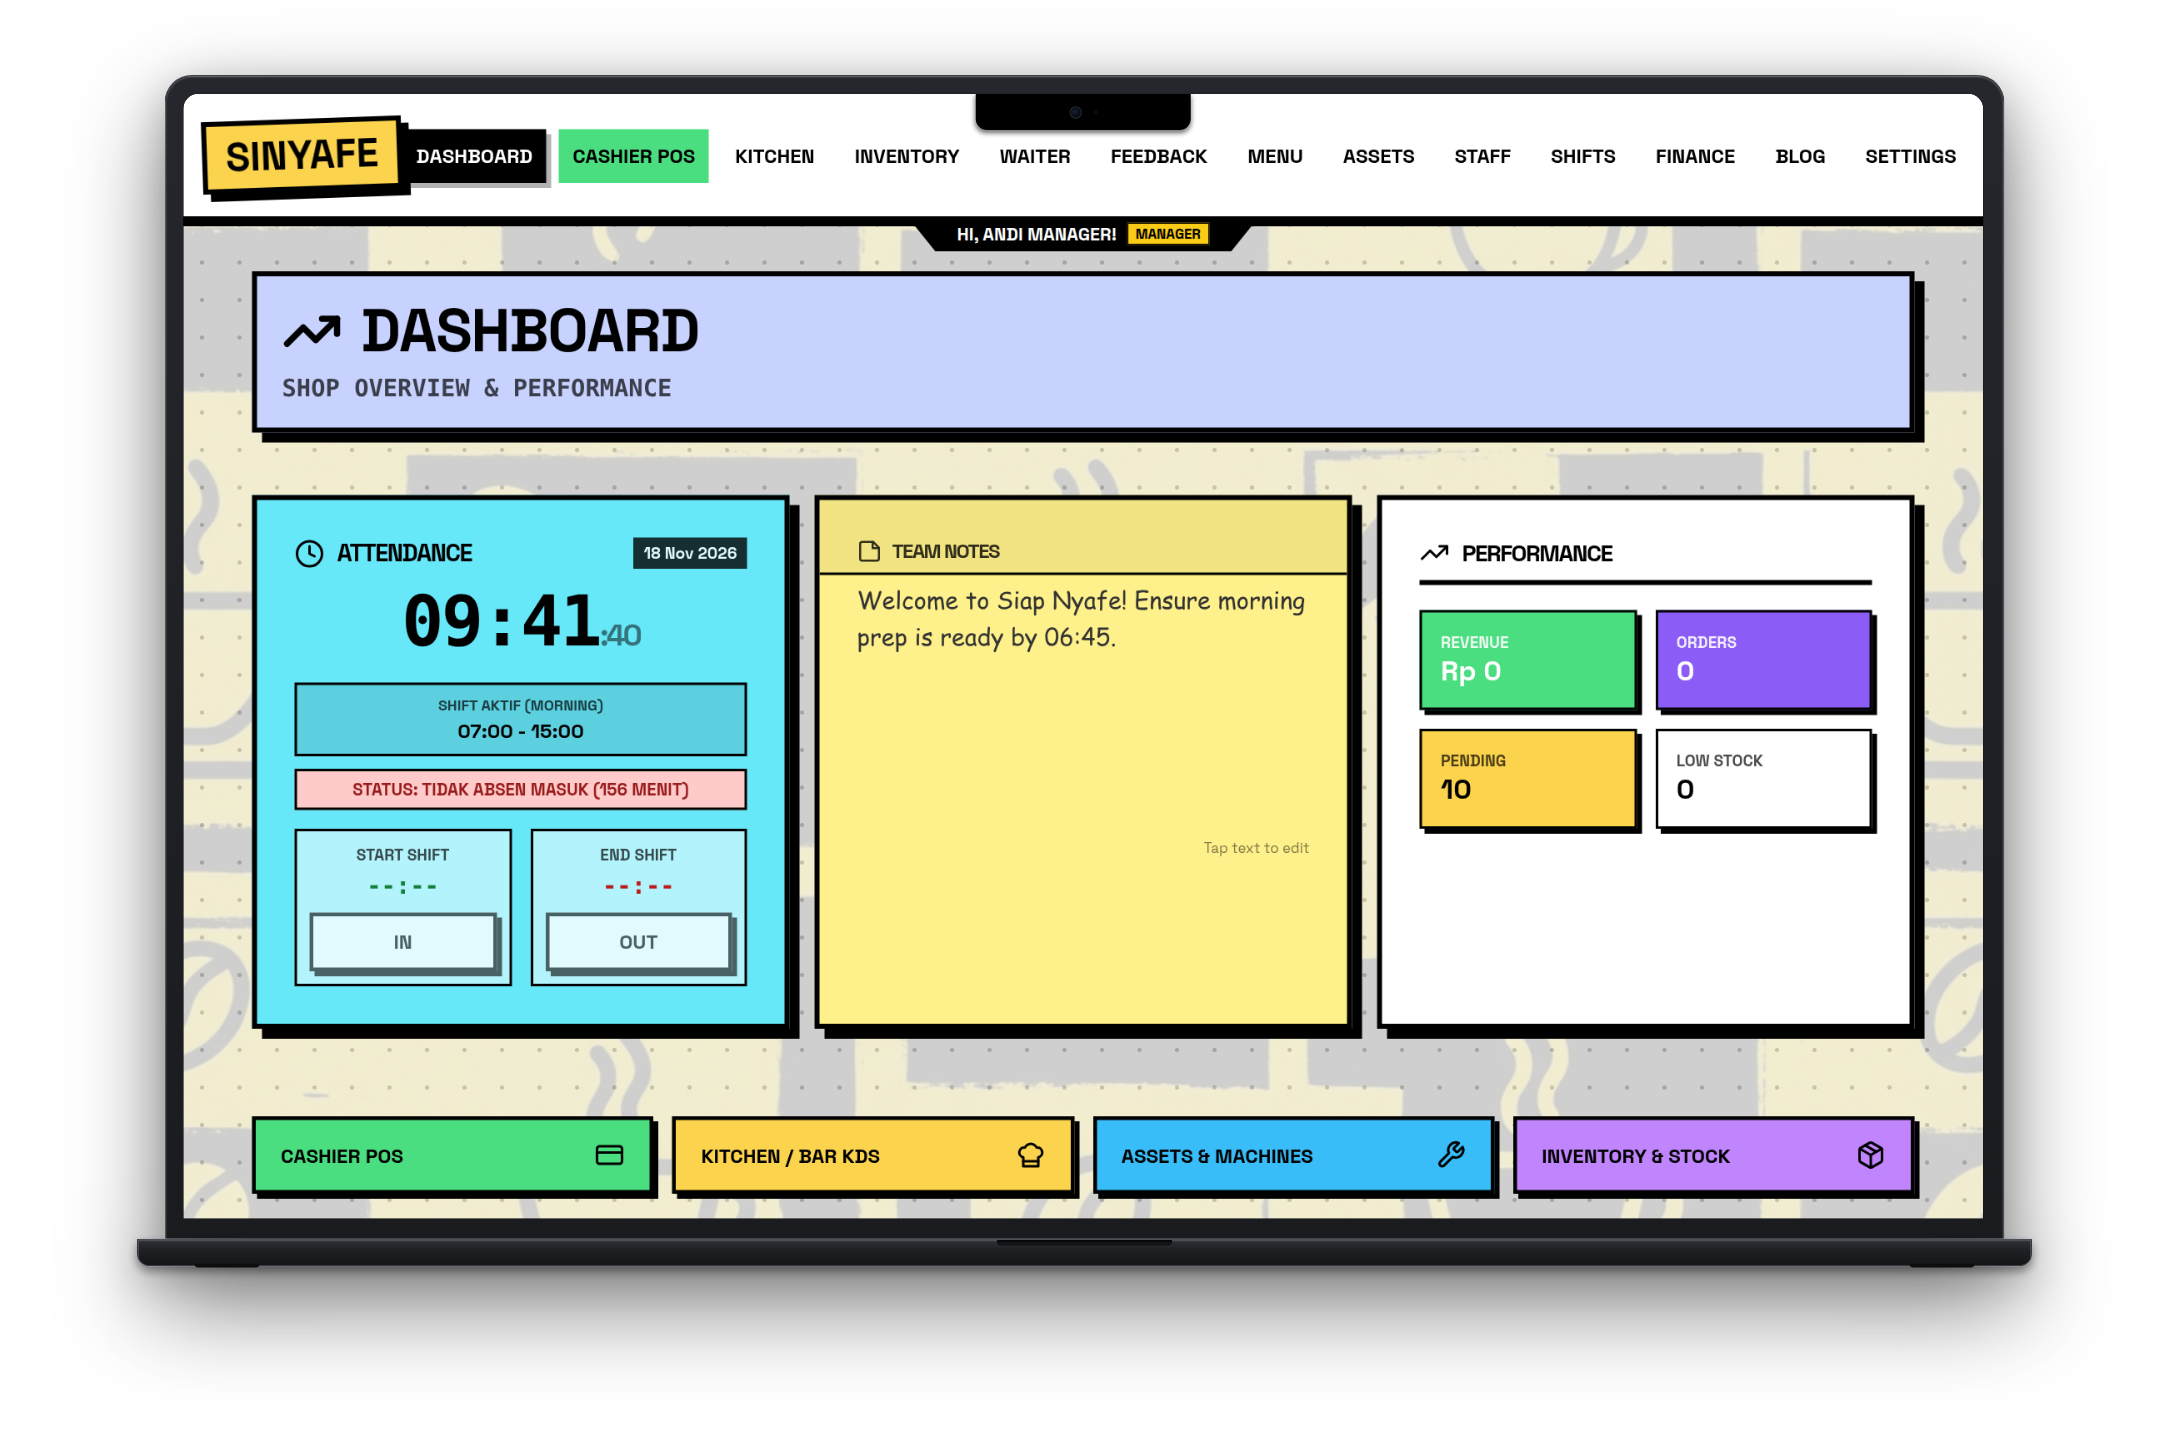 SINYAFE
DASHBOARD
CASHIER POS
KITCHEN
INVENTORY
WAITER
FEEDBACK
MENU
ASSETS
STAFF
SHIFTS
FINANCE
BLOG
SETTINGS
HI, ANDI MANAGER! MANAGER
DASHBOARD
SHOP OVERVIEW & PERFORMANCE
ATTENDANCE
18 Nov 2026
09:41:40
SHIFT AKTIF (MORNING)
07:00 - 15:00
STATUS: TIDAK ABSEN MASUK (156 MENIT)
START SHIFT
--:--
IN
END SHIFT
--:--
OUT
TEAM NOTES
Welcome to Siap Nyafe! Ensure morning
prep is ready by 06:45.
Tap text to edit
PERFORMANCE
REVENUE
Rp 0
ORDERS
0
PENDING
10
LOW STOCK
0
CASHIER POS
KITCHEN / BAR KDS
ASSETS & MACHINES
INVENTORY & STOCK